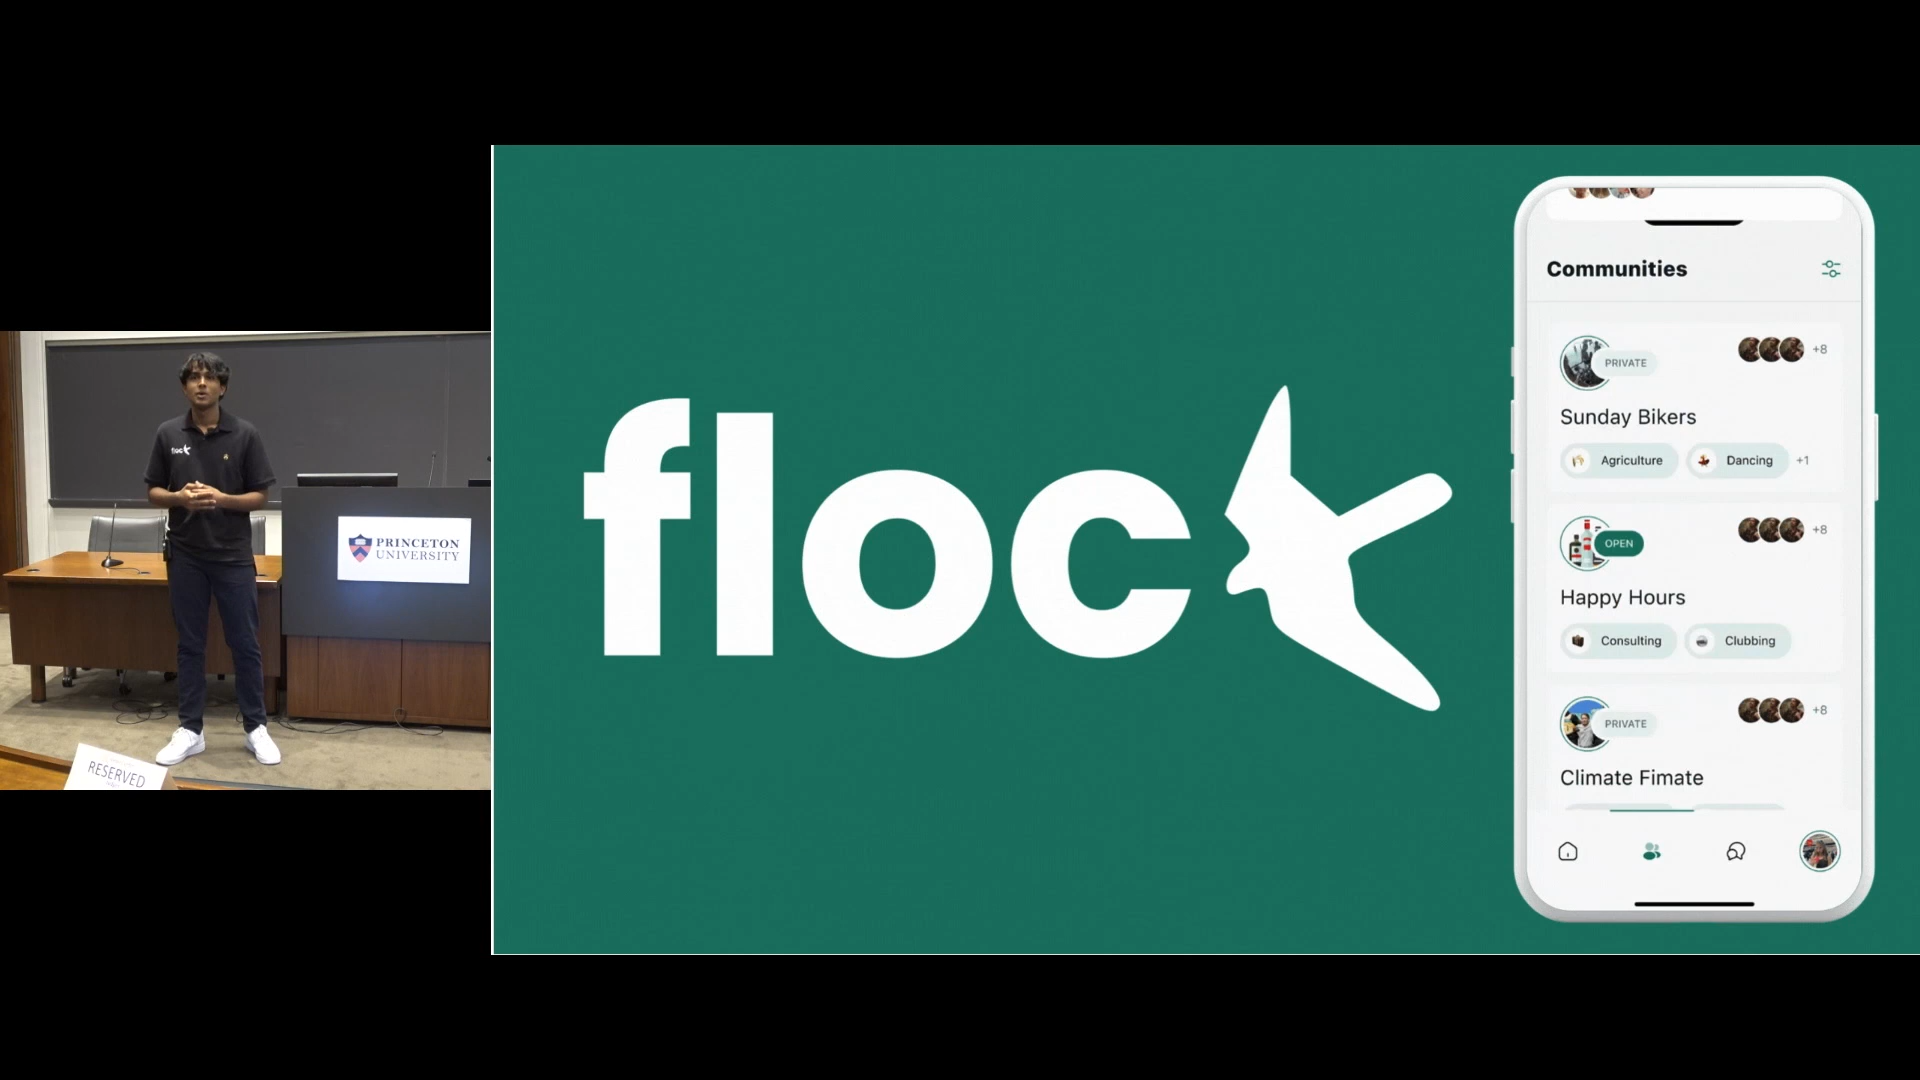 floc
PRINCETON
UNIVERSITY
RESERVED
flock
Communities
PRIVATE
+8
Sunday Bikers
Agriculture
Dancing
+1
OPEN
+8
Happy Hours
Consulting
Clubbing
PRIVATE
+8
Climate Fimate